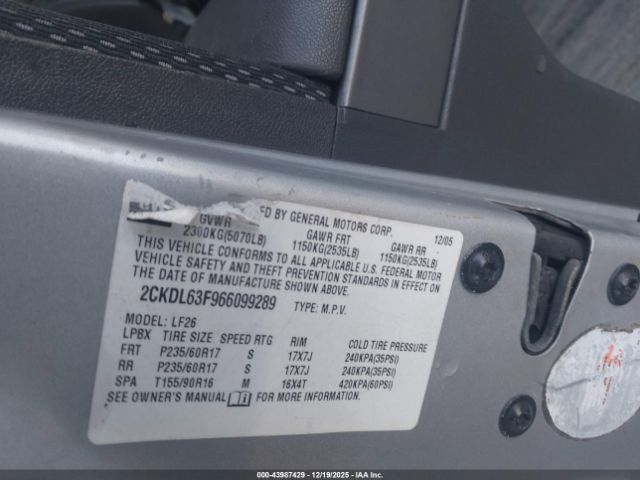 FD BY GENERAL MOTORS CORP.
GVWR GAWR FRT GAWR RR 12/05
2300KG(5070LB) 1150KG(2535LB) 1150KG(2535LB)
THIS VEHICLE CONFORMS TO ALL APPLICABLE U.S. FEDERAL MOTOR
VEHICLE SAFETY AND THEFT PREVENTION STANDARDS IN EFFECT ON
THE DATE OF MANUFACTURE SHOWN ABOVE.
2CKDL63F966099289 TYPE: M.P.V.
MODEL: LF26
LPBX TIRE SIZE SPEED RTG RIM COLD TIRE PRESSURE
FRT P235/60R17 S 17X7J 240KPA(35PSI)
RR P235/60R17 S 17X7J 240KPA(35PSI)
SPA T155/90R16 M 16X4T 420KPA(60PSI)
SEE OWNER'S MANUAL FOR MORE INFORMATION.
000-43987429 - 12/19/2025 - IAA Inc.